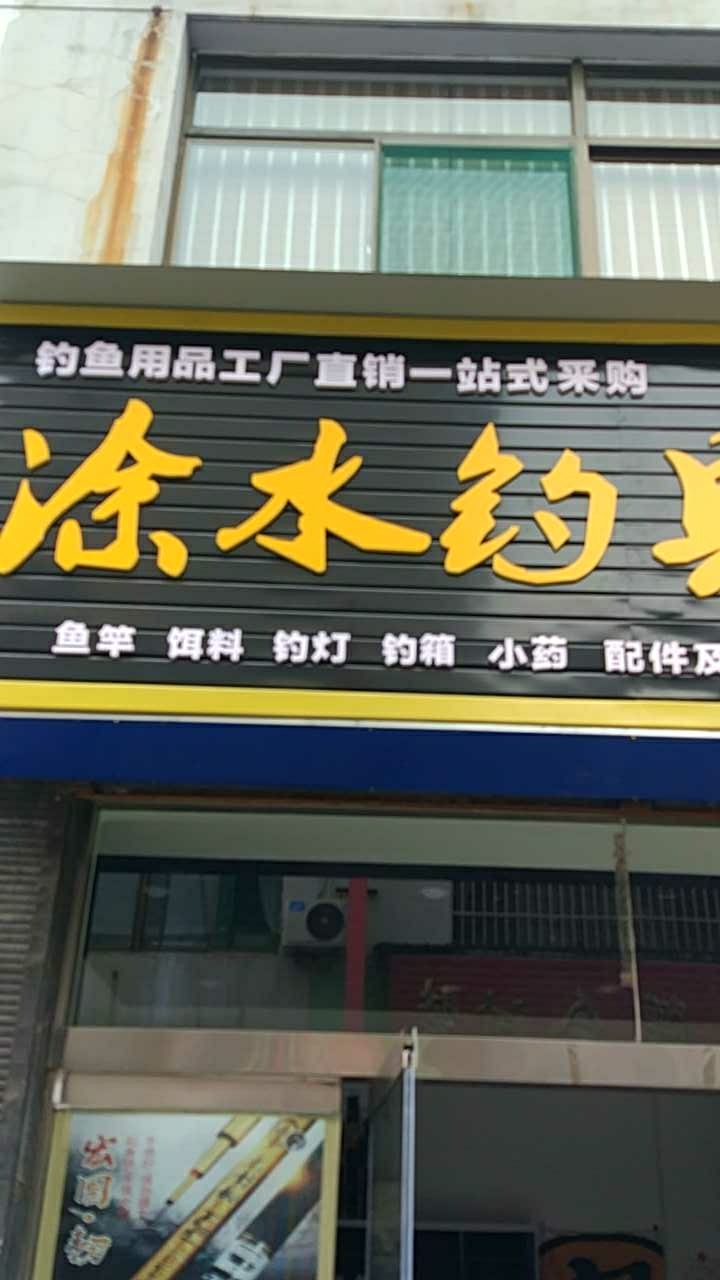 钓鱼用品工厂直销一站式采购
涂水钓
鱼竿 饵料 钓灯 钓箱 小药 配件及